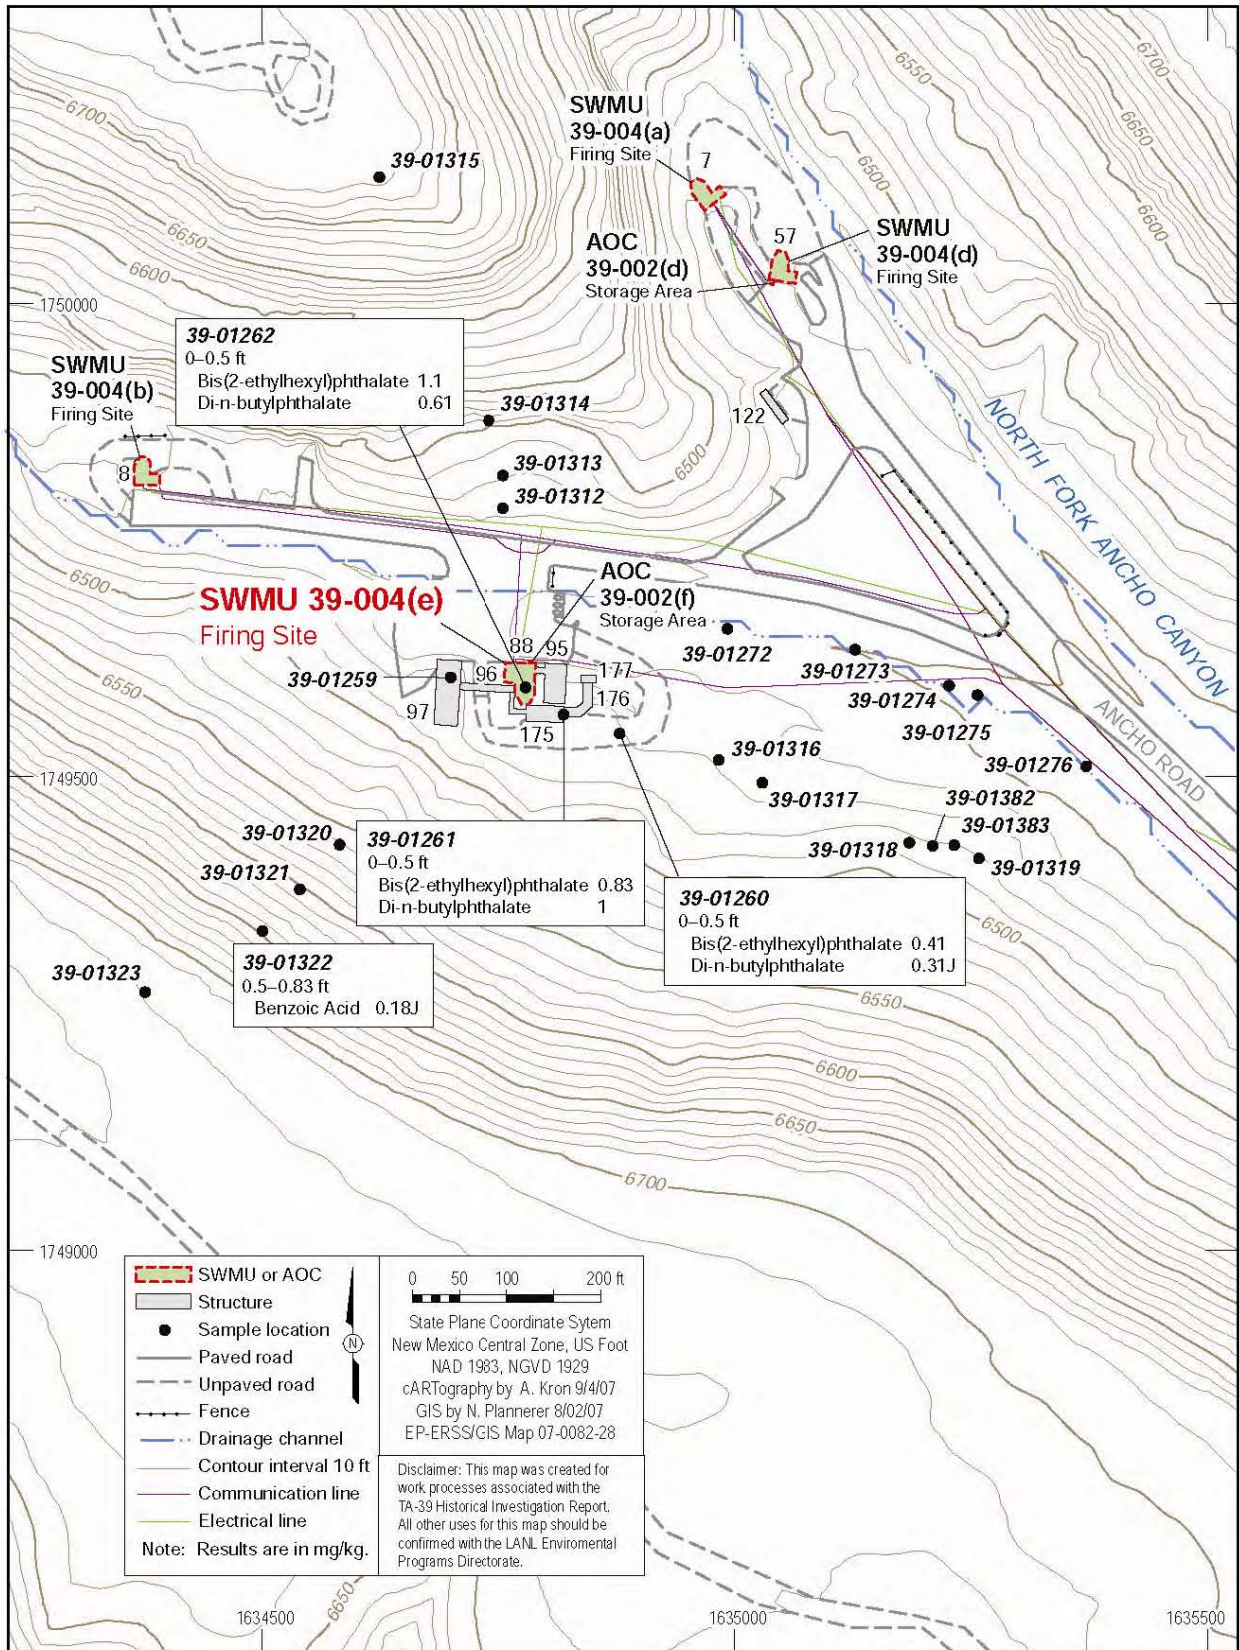 6700
6550
6700
6650
6500
6600
SWMU
39-004(a)
Firing Site
7
39-01315
6650
6600
57
SWMU
39-004(d)
Firing Site
AOC
39-002(d)
Storage Area
1750000
39-01262
0–0.5 ft
Bis(2-ethylhexyl)phthalate 1.1
Di-n-butylphthalate 0.61
SWMU
39-004(b)
Firing Site
8
39-01314
122
6500
39-01313
39-01312
NORTH FORK ANCHO CANYON
6500
SWMU 39-004(e)
Firing Site
AOC
39-002(f)
Storage Area
88
95
96
177
176
97
175
39-01259
39-01272
39-01273
39-01274
39-01275
39-01276
ANCHO ROAD
6550
39-01316
39-01317
39-01382
39-01383
39-01318
39-01319
39-01320
39-01321
39-01261
0–0.5 ft
Bis(2-ethylhexyl)phthalate 0.83
Di-n-butylphthalate 1
39-01260
0–0.5 ft
Bis(2-ethylhexyl)phthalate 0.41
Di-n-butylphthalate 0.31J
6500
1749500
39-01323
39-01322
0.5–0.83 ft
Benzoic Acid 0.18J
6550
6600
6650
6700
1749000
SWMU or AOC
Structure
Sample location
Paved road
Unpaved road
Fence
Drainage channel
Contour interval 10 ft
Communication line
Electrical line
Note: Results are in mg/kg.
N
0 50 100 200 ft
State Plane Coordinate Sytem
New Mexico Central Zone, US Foot
NAD 1983, NGVD 1929
cARTography by A. Kron 9/4/07
GIS by N. Plannerer 8/02/07
EP-ERSS/GIS Map 07-0082-28
Disclaimer: This map was created for
work processes associated with the
TA-39 Historical Investigation Report.
All other uses for this map should be
confirmed with the LANL Enviromental
Programs Directorate.
6650
6650
1634500
1635000
1635500